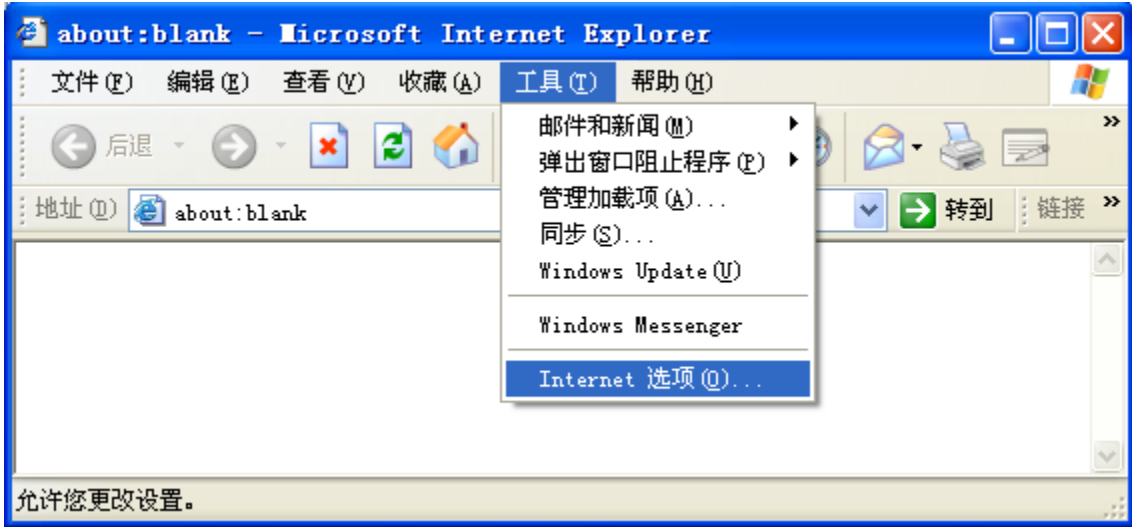 about:blank - Microsoft Internet Explorer
文件(F) 编辑(E) 查看(V) 收藏(A) 工具(T) 帮助(H)
后退
地址(D) about:blank 转到 链接
邮件和新闻(M)
弹出窗口阻止程序(P)
管理加载项(A)...
同步(S)...
Windows Update(U)
Windows Messenger
Internet 选项(O)...
允许您更改设置。